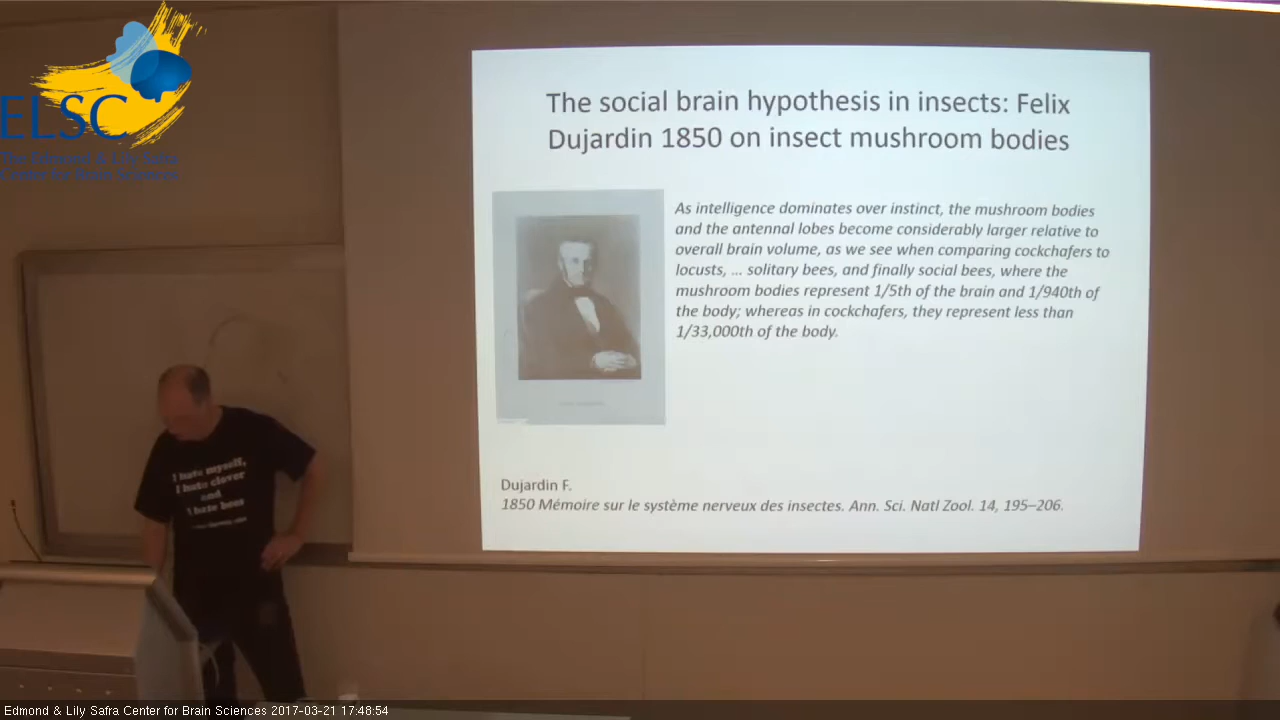 ELSC
The Edmond & Lily Safra
Center for Brain Sciences
The social brain hypothesis in insects: Felix
Dujardin 1850 on insect mushroom bodies
As intelligence dominates over instinct, the mushroom bodies
and the antennal lobes become considerably larger relative to
overall brain volume, as we see when comparing cockchafers to
locusts, ... solitary bees, and finally social bees, where the
mushroom bodies represent 1/5th of the brain and 1/940th of
the body; whereas in cockchafers, they represent less than
1/33,000th of the body.
Dujardin F.
1850 Mémoire sur le système nerveux des insectes. Ann. Sci. Natl Zool. 14, 195–206.
I hate myself,
I hate clover
and
I hate bees
Edmond & Lily Safra Center for Brain Sciences 2017-03-21 17:48:54